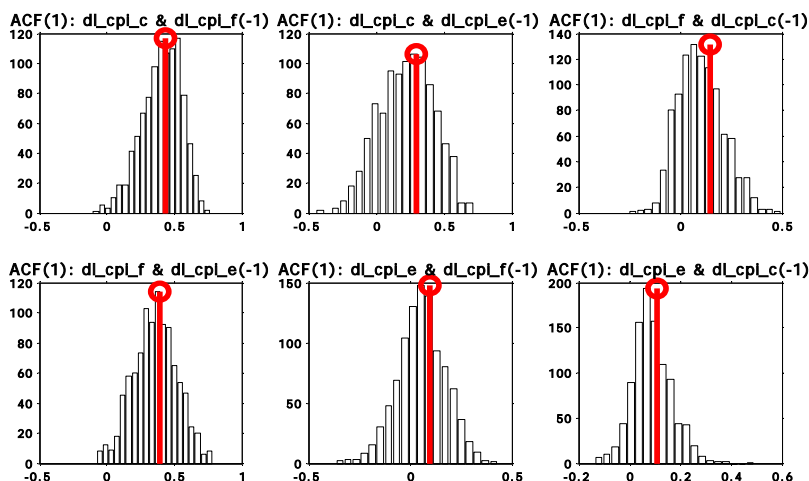 ACF(1): dl_cpl_c & dl_cpl_f(-1) ACF(1): dl_cpl_c & dl_cpl_e(-1) ACF(1): dl_cpl_f & dl_cpl_c(-1)
120 120 140
100 100 120
80 80 100
60 60 80
40 40 60
20 20 40
0 0 20
0
-0.5 0 0.5 1 -0.5 0 0.5 1 -0.5 0 0.5
ACF(1): dl_cpl_f & dl_cpl_e(-1) ACF(1): dl_cpl_e & dl_cpl_f(-1) ACF(1): dl_cpl_e & dl_cpl_c(-1)
120 150 200
100 100 150
80 50 100
60 0 50
40 0
20
0
-0.5 0 0.5 1 -0.5 0 0.5 -0.2 0 0.2 0.4 0.6